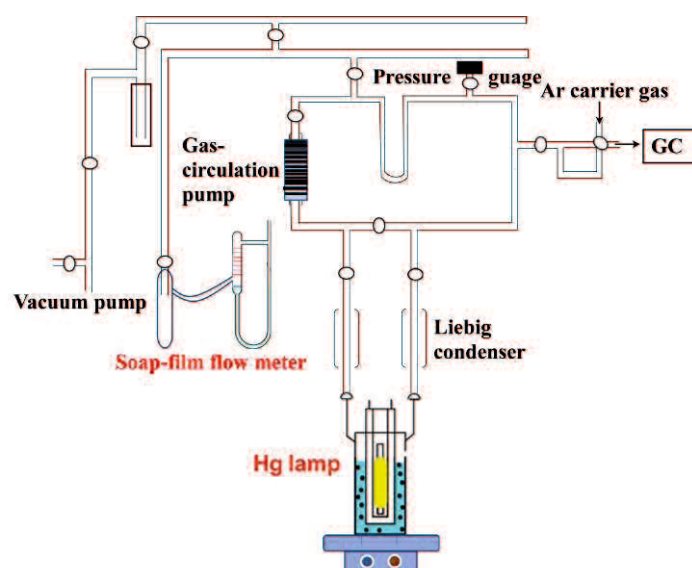 Pressure guage
Ar carrier gas
GC
Gas-
circulation
pump
Vacuum pump
Liebig
condenser
Soap-film flow meter
Hg lamp